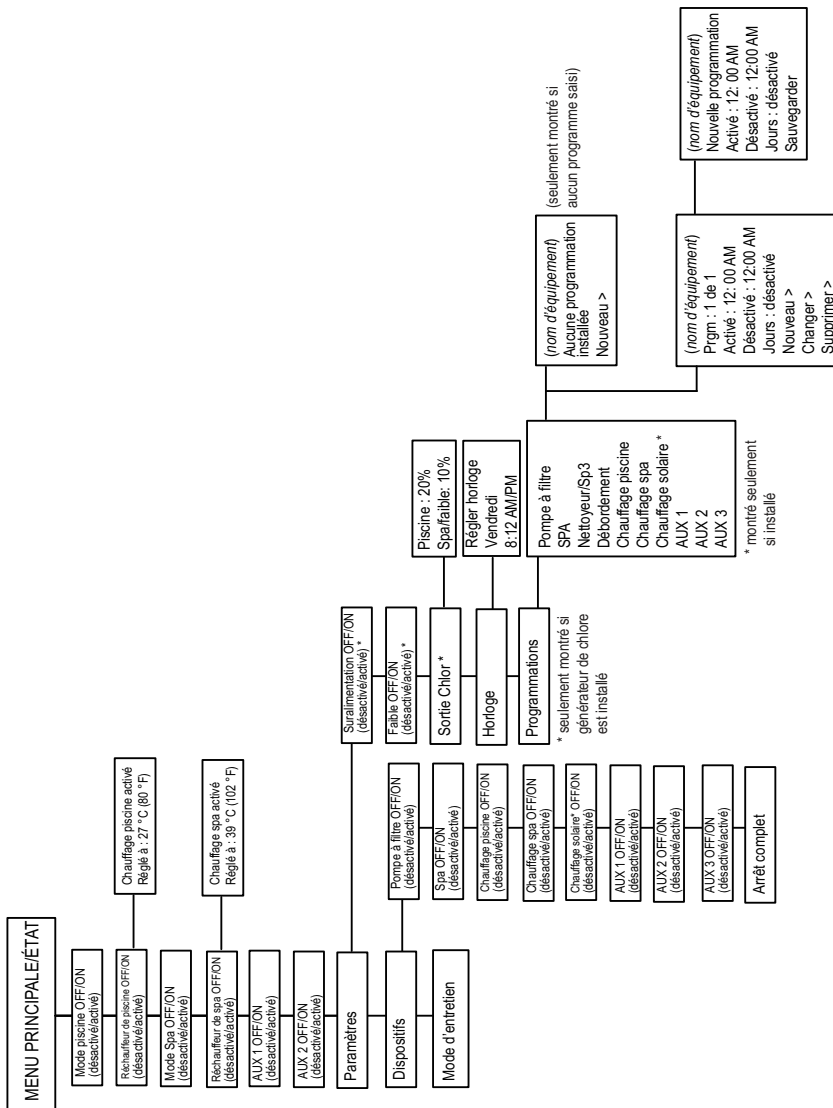 MENU PRINCIPALE/ÉTAT
Mode piscine OFF/ON
(désactivé/activé)
Réchauffeur de piscine OFF/ON
(désactivé/activé)
Chauffage piscine activé
Réglé à : 27 °C (80 °F)
Mode Spa OFF/ON
(désactivé/activé)
Réchauffeur de spa OFF/ON
(désactivé/activé)
Chauffage spa activé
Réglé à : 39 °C (102 °F)
AUX 1 OFF/ON
(désactivé/activé)
AUX 2 OFF/ON
(désactivé/activé)
Paramètres
Dispositifs
Mode d'entretien
Pompe à filtre OFF/ON
(désactivé/activé)
Spa OFF/ON
(désactivé/activé)
Chauffage piscine OFF/ON
(désactivé/activé)
Chauffage spa OFF/ON
(désactivé/activé)
Chauffage solaire* OFF/ON
(désactivé/activé)
AUX 1 OFF/ON
(désactivé/activé)
AUX 2 OFF/ON
(désactivé/activé)
AUX 3 OFF/ON
(désactivé/activé)
Arrêt complet
Suralimentation OFF/ON
(désactivé/activé) *
Faible OFF/ON
(désactivé/activé) *
Sortie Chlor *
Horloge
Programmations
* seulement montré si
générateur de chlore
est installé
Piscine : 20%
Spa/faible: 10%
Régler horloge
Vendredi
8:12 AM/PM
Pompe à filtre
SPA
Nettoyeur/Sp3
Débordement
Chauffage piscine
Chauffage spa
Chauffage solaire *
AUX 1
AUX 2
AUX 3
* montré seulement
si installé
(nom d'équipement)
Aucune programmation
installée
Nouveau >
(seulement montré si
aucun programme saisi)
(nom d'équipement)
Prgm : 1 de 1
Activé : 12: 00 AM
Désactivé : 12:00 AM
Jours : désactivé
Nouveau >
Changer >
Supprimer >
(nom d'équipement)
Nouvelle programmation
Activé : 12: 00 AM
Désactivé : 12:00 AM
Jours : désactivé
Sauvegarder